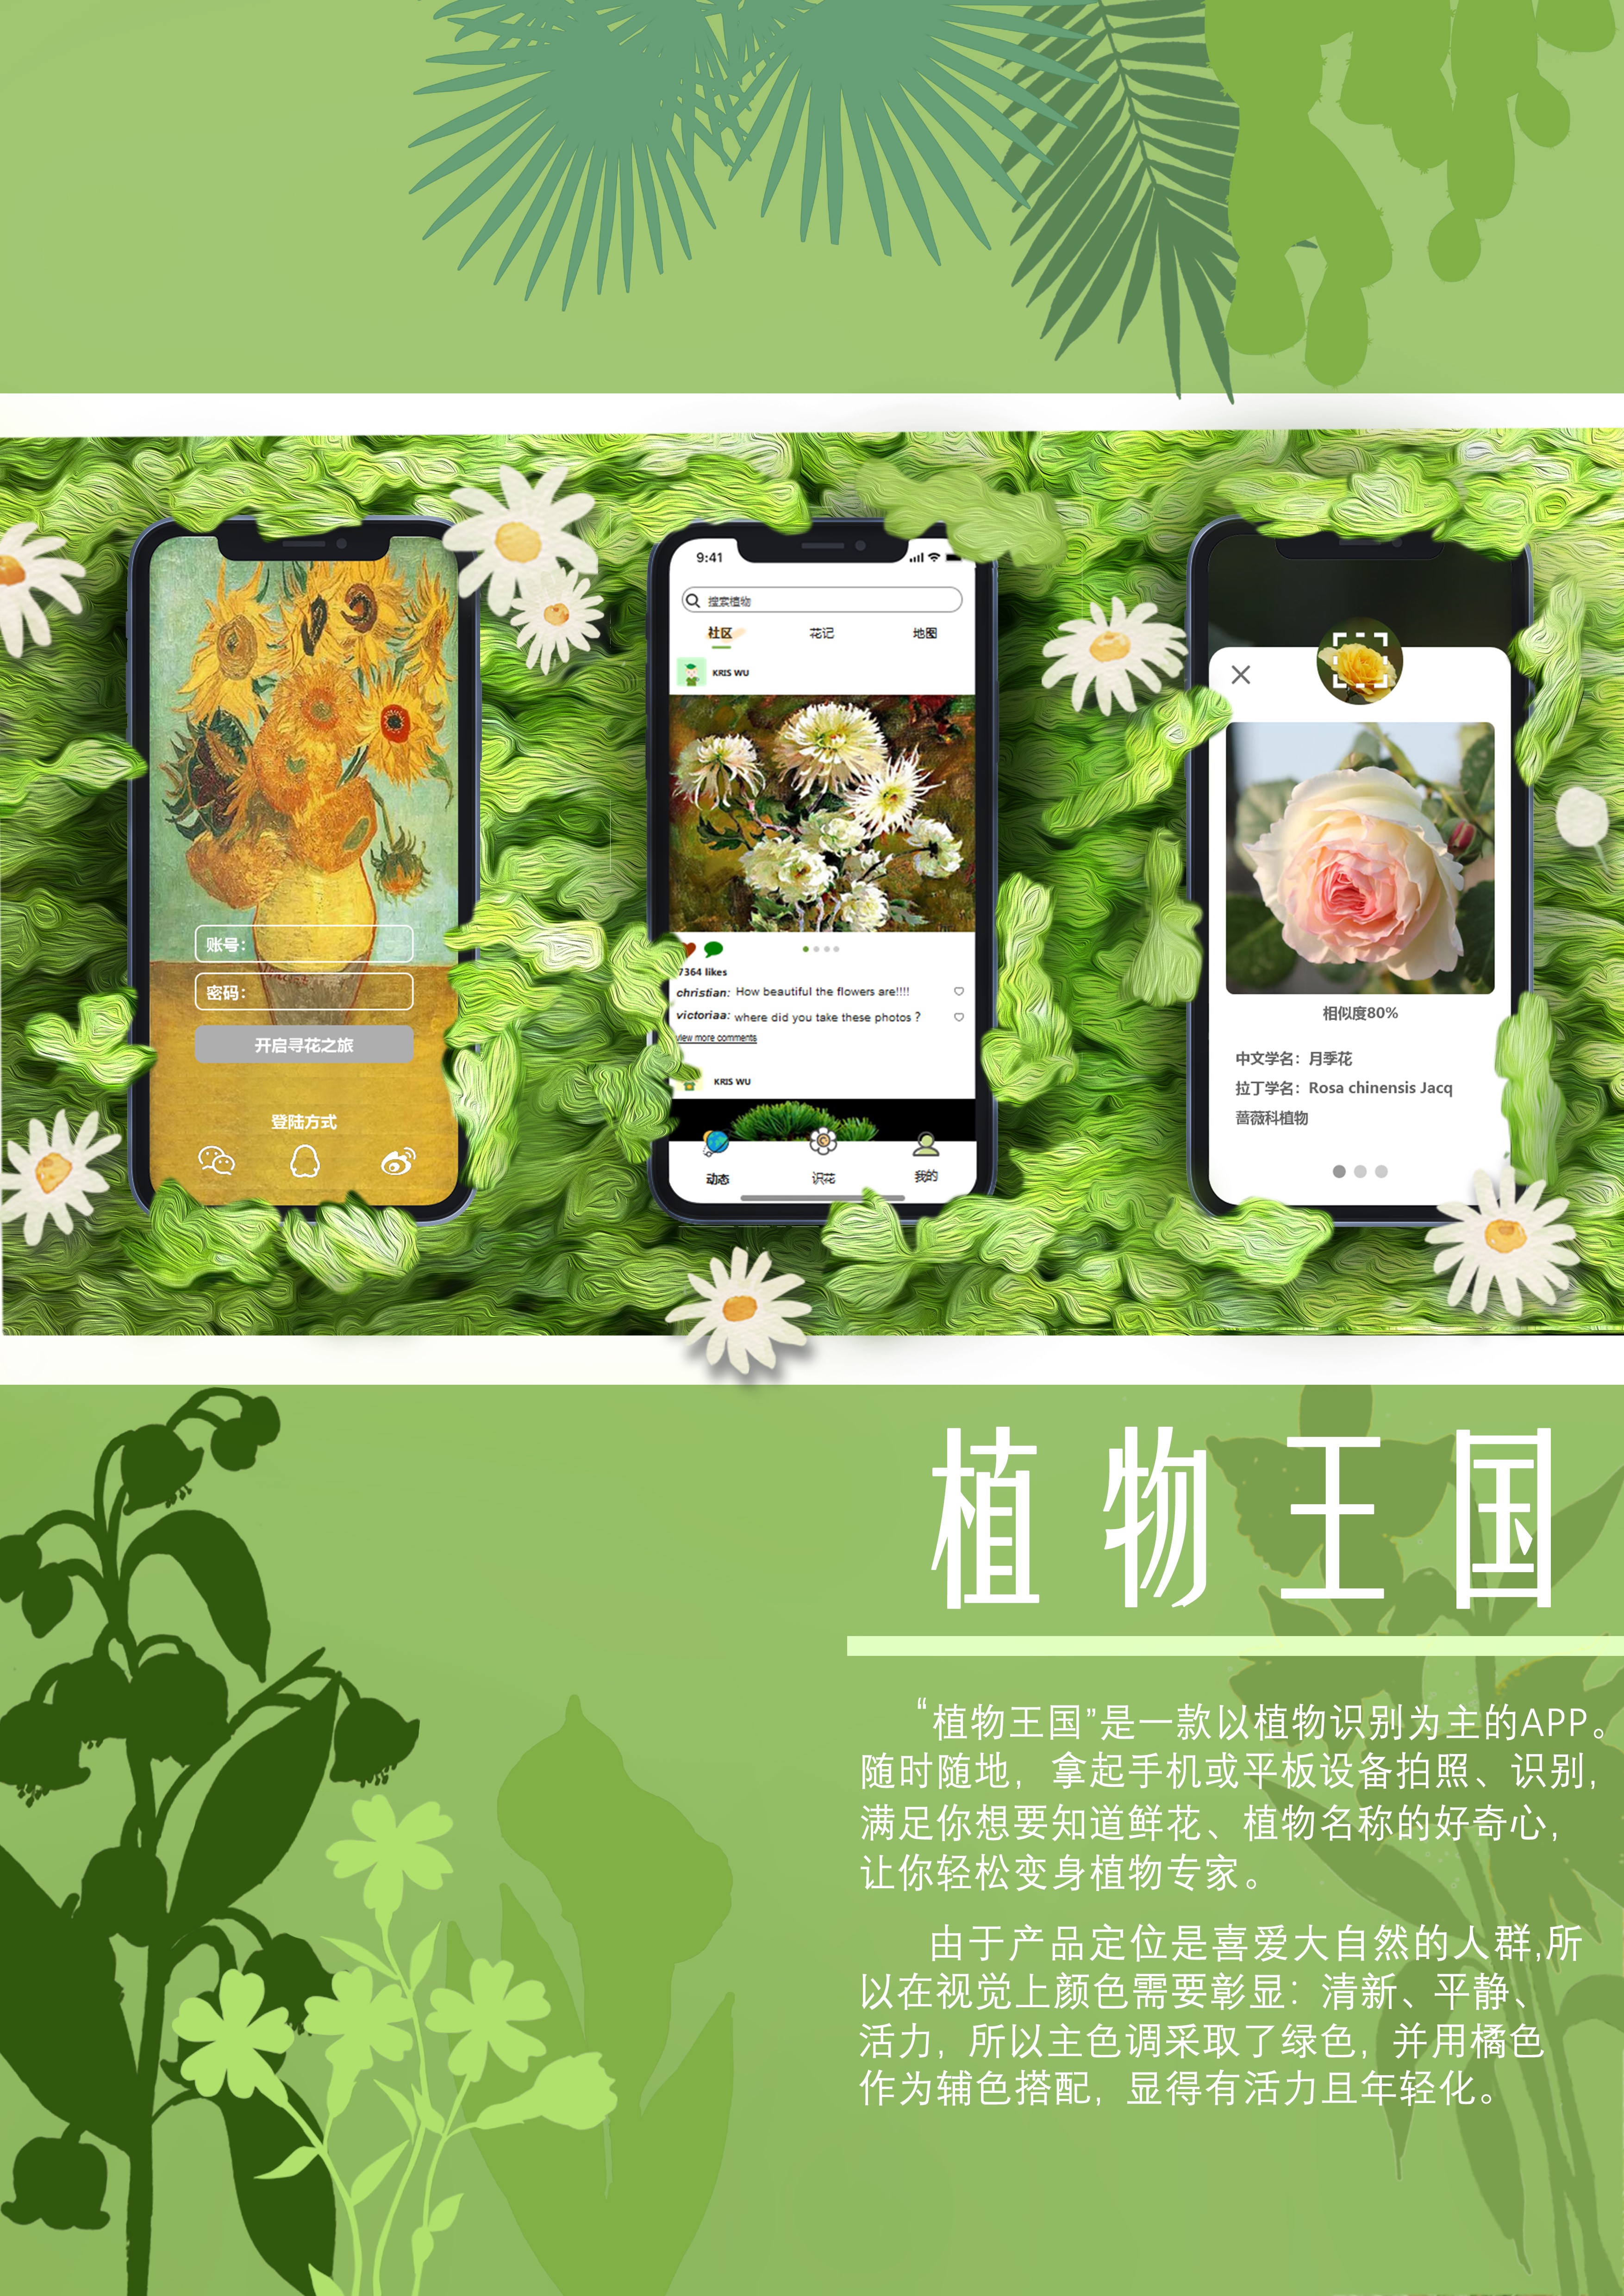 账号：
密码：
开启寻花之旅
登陆方式
9:41
搜索植物
社区 花记 地图
KRIS WU
7364 likes
christian: How beautiful the flowers are!!!!
victoriaa: where did you take these photos ?
view more comments
KRIS WU
动态 识花 我的
相似度80%
中文学名：月季花
拉丁学名：Rosa chinensis Jacq
蔷薇科植物
植物王国
“植物王国”是一款以植物识别为主的APP。
随时随地，拿起手机或平板设备拍照、识别，
满足你想要知道鲜花、植物名称的好奇心，
让你轻松变身植物专家。
由于产品定位是喜爱大自然的人群,所
以在视觉上颜色需要彰显：清新、平静、
活力，所以主色调采取了绿色，并用橘色
作为辅色搭配，显得有活力且年轻化。